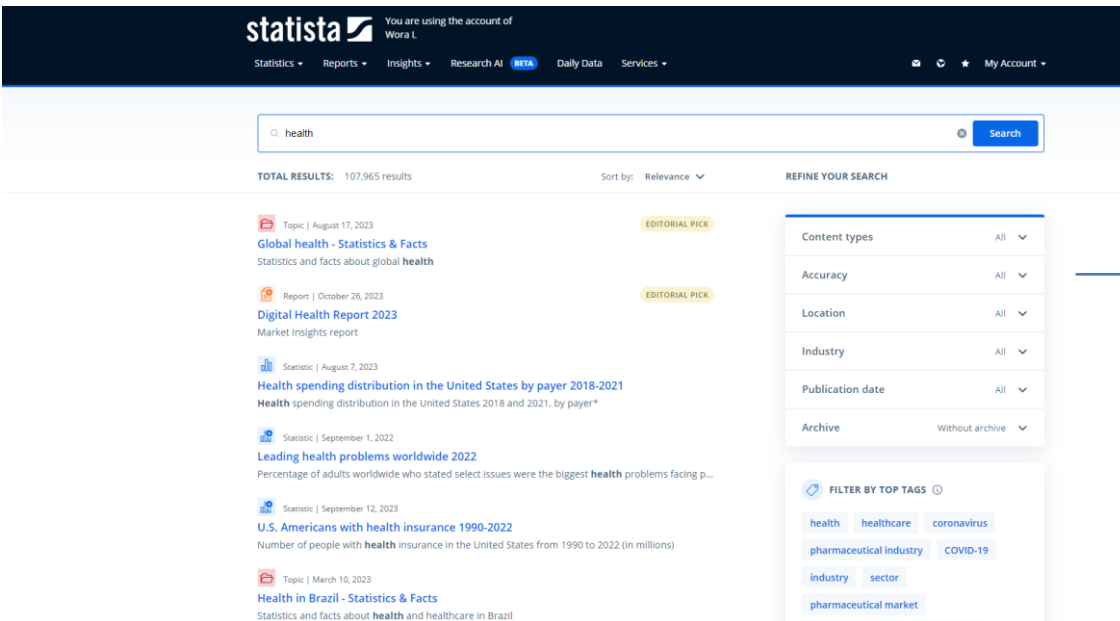 statista
You are using the account of
Wora L
Statistics Reports Insights Research AI BETA Daily Data Services My Account
health
Search
TOTAL RESULTS: 107,965 results
Sort by: Relevance
REFINE YOUR SEARCH
Topic | August 17, 2023
EDITORIAL PICK
Global health - Statistics & Facts
Statistics and facts about global health
Report | October 26, 2023
EDITORIAL PICK
Digital Health Report 2023
Market Insights report
Statistic | August 7, 2023
Health spending distribution in the United States by payer 2018-2021
Health spending distribution in the United States 2018 and 2021, by payer*
Statistic | September 1, 2022
Leading health problems worldwide 2022
Percentage of adults worldwide who stated select issues were the biggest health problems facing p...
Statistic | September 12, 2023
U.S. Americans with health insurance 1990-2022
Number of people with health insurance in the United States from 1990 to 2022 (in millions)
Topic | March 10, 2023
Health in Brazil - Statistics & Facts
Statistics and facts about health and healthcare in Brazil
Content types All
Accuracy All
Location All
Industry All
Publication date All
Archive Without archive
FILTER BY TOP TAGS
health healthcare coronavirus
pharmaceutical industry COVID-19
industry sector
pharmaceutical market